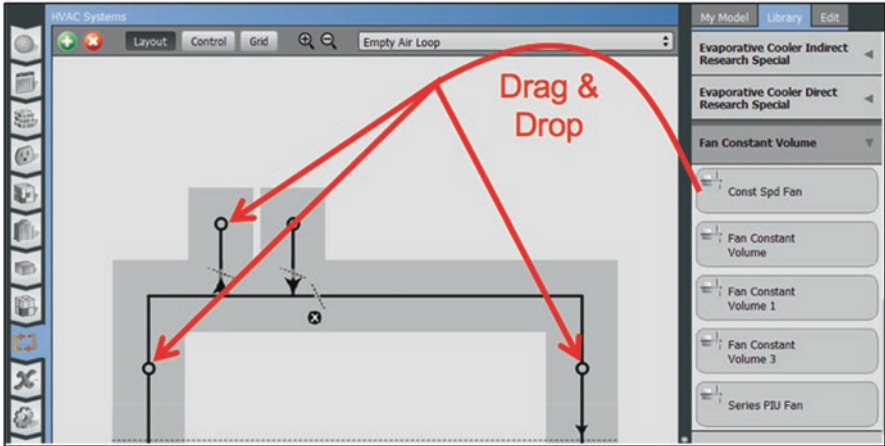 HVAC Systems
Layout Control Grid Empty Air Loop
My Model Library Edit
Evaporative Cooler Indirect
Research Special
Evaporative Cooler Direct
Research Special
Fan Constant Volume
Const Spd Fan
Fan Constant
Volume
Fan Constant
Volume 1
Fan Constant
Volume 3
Series PIU Fan
Drag &
Drop